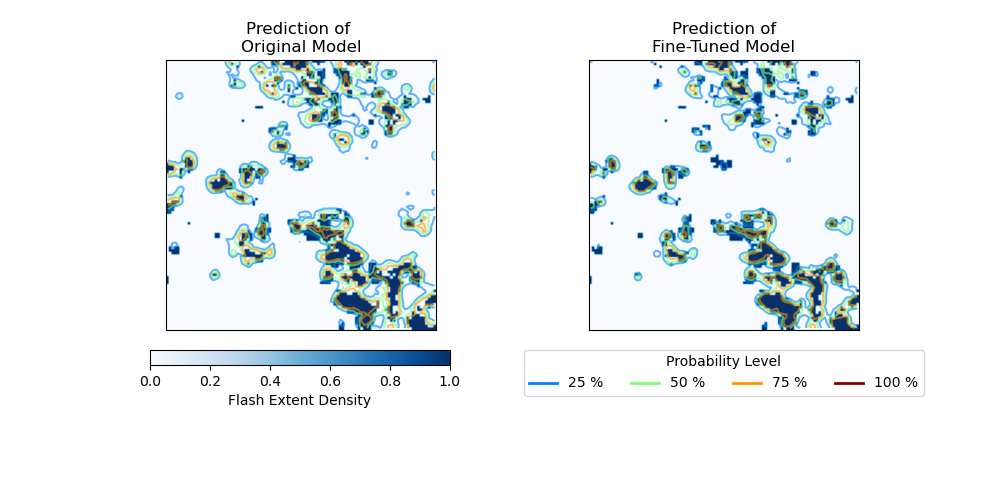 Prediction of
Original Model
Prediction of
Fine-Tuned Model
0.0 0.2 0.4 0.6 0.8 1.0
Flash Extent Density
Probability Level
25 % 50 % 75 % 100 %